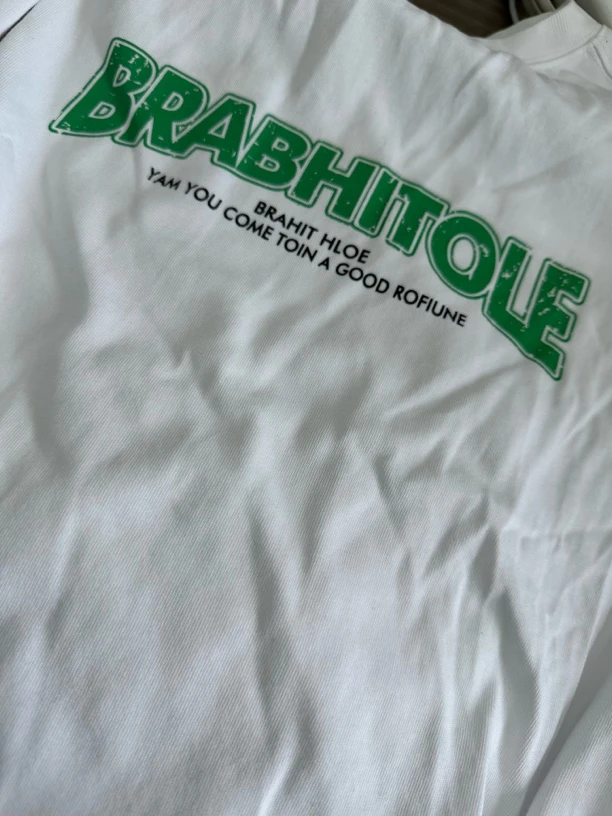 BRABHITOLE
BRAHIT HLOE
YAM YOU COME TOIN A GOOD ROFIUNE